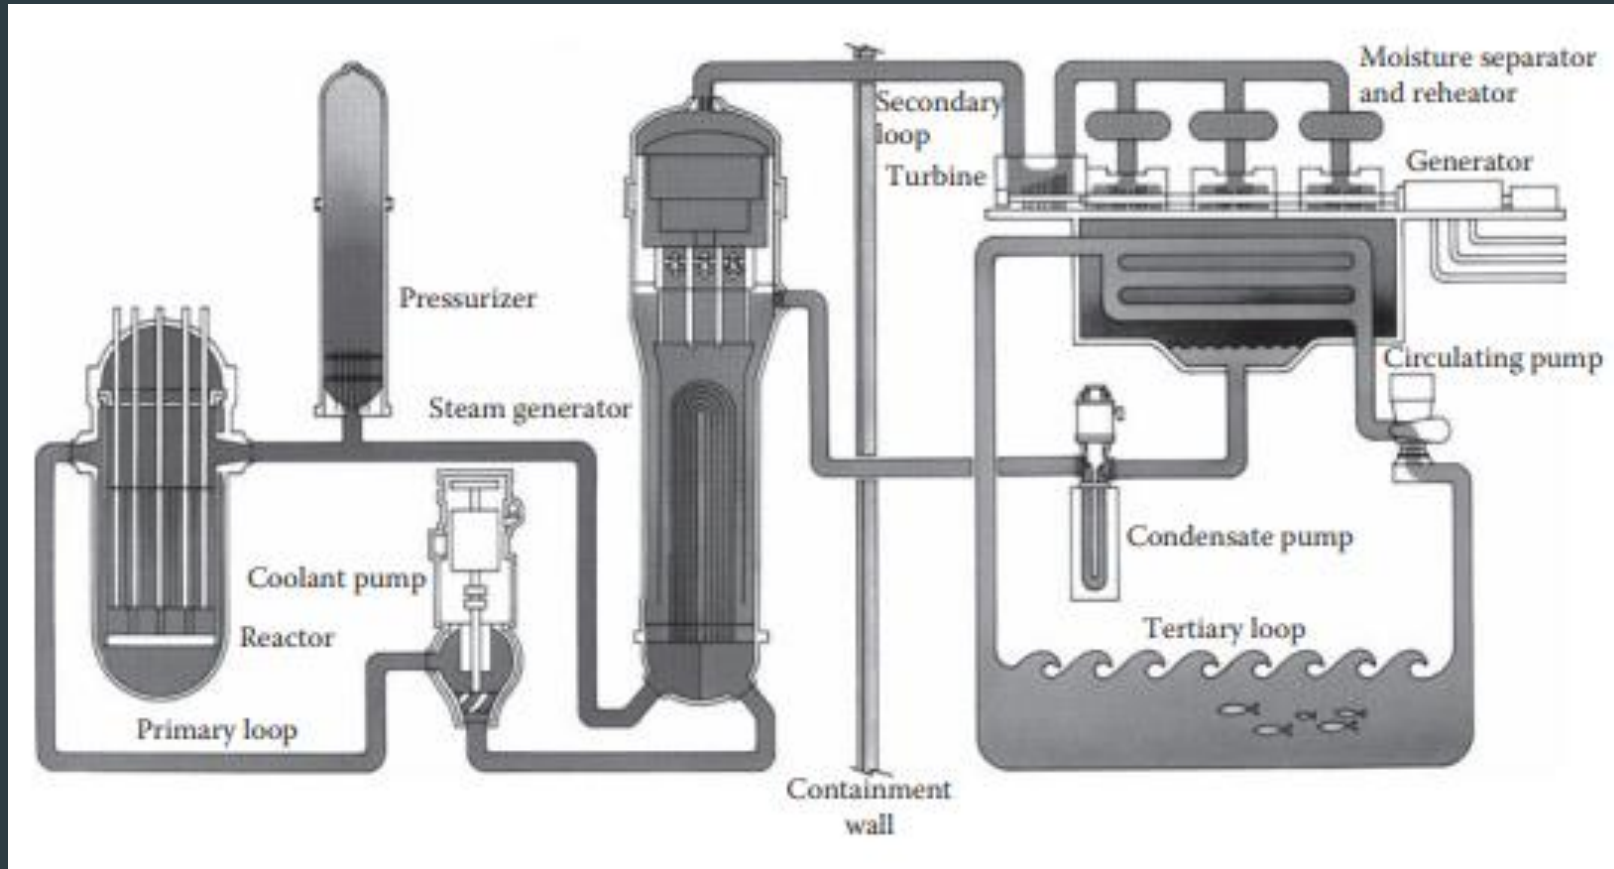 Moisture separator
and reheator
Secondary
loop
Turbine
Generator
Pressurizer
Circulating pump
Steam generator
Condensate pump
Coolant pump
Tertiary loop
Reactor
Primary loop
Containment
wall